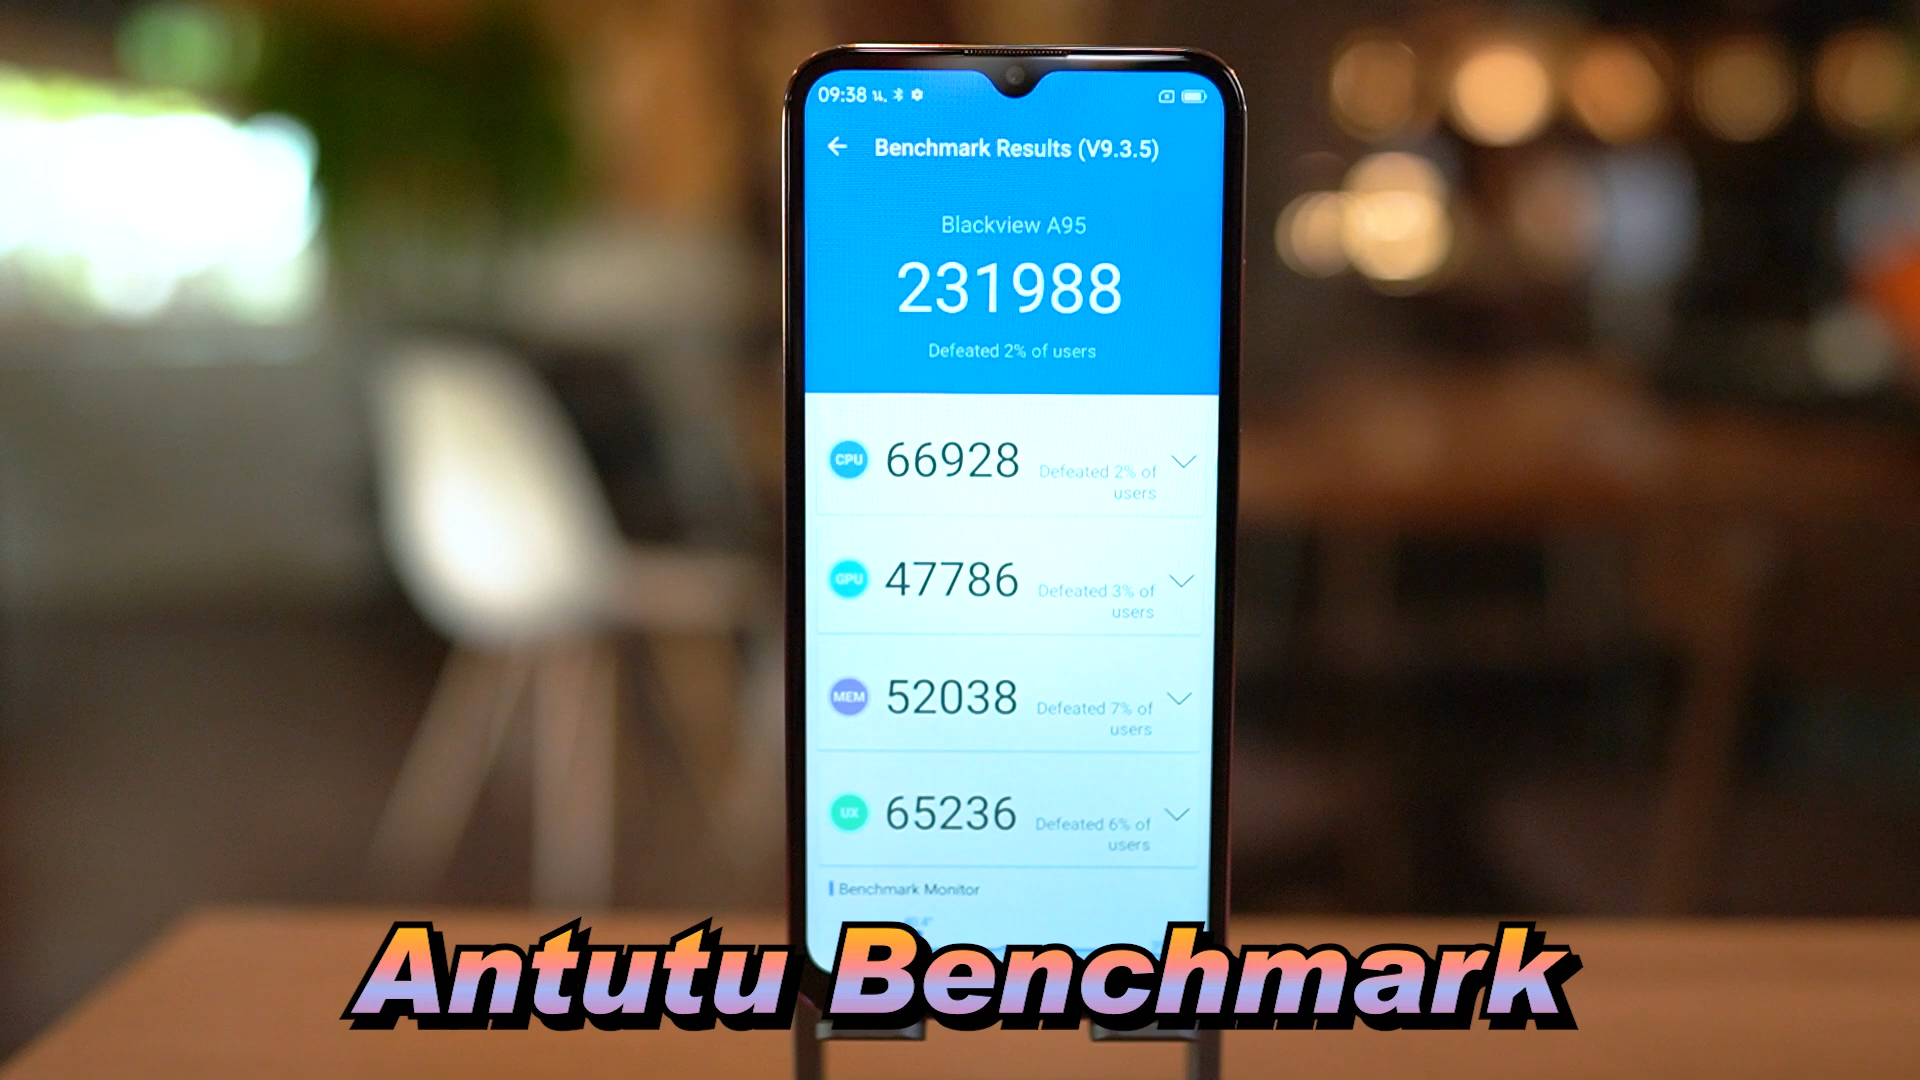 09:38 น.
Benchmark Results (V9.3.5)
Blackview A95
231988
Defeated 2% of users
CPU 66928 Defeated 2% of
users
GPU 47786 Defeated 3% of
users
MEM 52038 Defeated 7% of
users
UX 65236 Defeated 6% of
users
Benchmark Monitor
Antutu Benchmark